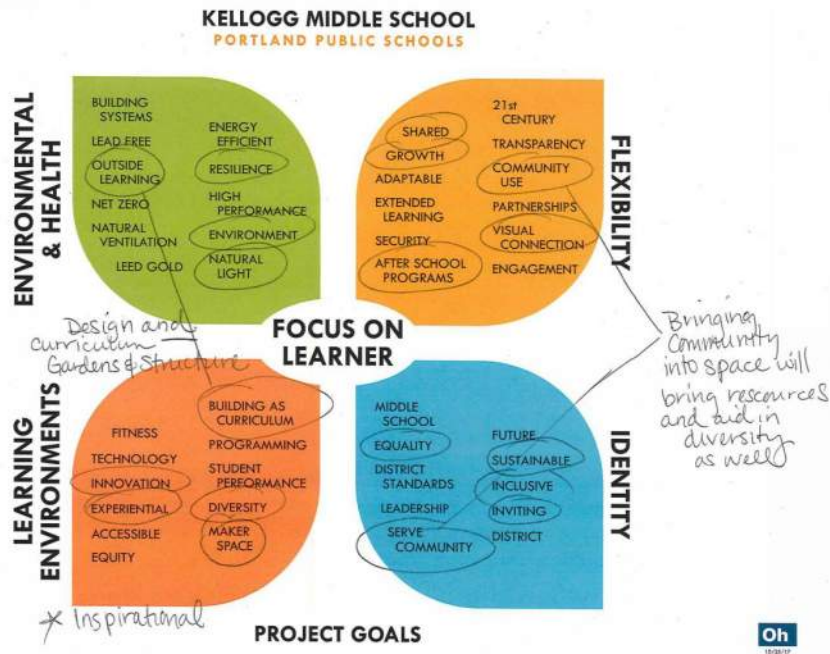 KELLOGG MIDDLE SCHOOL
PORTLAND PUBLIC SCHOOLS
ENVIRONMENTAL
& HEALTH
BUILDING
SYSTEMS
LEAD FREE
OUTSIDE
LEARNING
NET ZERO
NATURAL
VENTILATION
LEED GOLD
ENERGY
EFFICIENT
RESILIENCE
HIGH
PERFORMANCE
ENVIRONMENT
NATURAL
LIGHT
SHARED
GROWTH
ADAPTABLE
EXTENDED
LEARNING
SECURITY
AFTER SCHOOL
PROGRAMS
21st
CENTURY
TRANSPARENCY
COMMUNITY
USE
PARTNERSHIPS
VISUAL
CONNECTION
ENGAGEMENT
FLEXIBILITY
Design and
curriculum
Gardens & Structure
FOCUS ON
LEARNER
Bringing
Community
into space will
bring rescources
and aid in
diversity
as well
LEARNING
ENVIRONMENTS
FITNESS
TECHNOLOGY
INNOVATION
EXPERIENTIAL
ACCESSIBLE
EQUITY
BUILDING AS
CURRICULUM
PROGRAMMING
STUDENT
PERFORMANCE
DIVERSITY
MAKER
SPACE
MIDDLE
SCHOOL
EQUALITY
DISTRICT
STANDARDS
LEADERSHIP
SERVE
COMMUNITY
FUTURE
SUSTAINABLE
INCLUSIVE
INVITING
DISTRICT
IDENTITY
* Inspirational
PROJECT GOALS
Oh